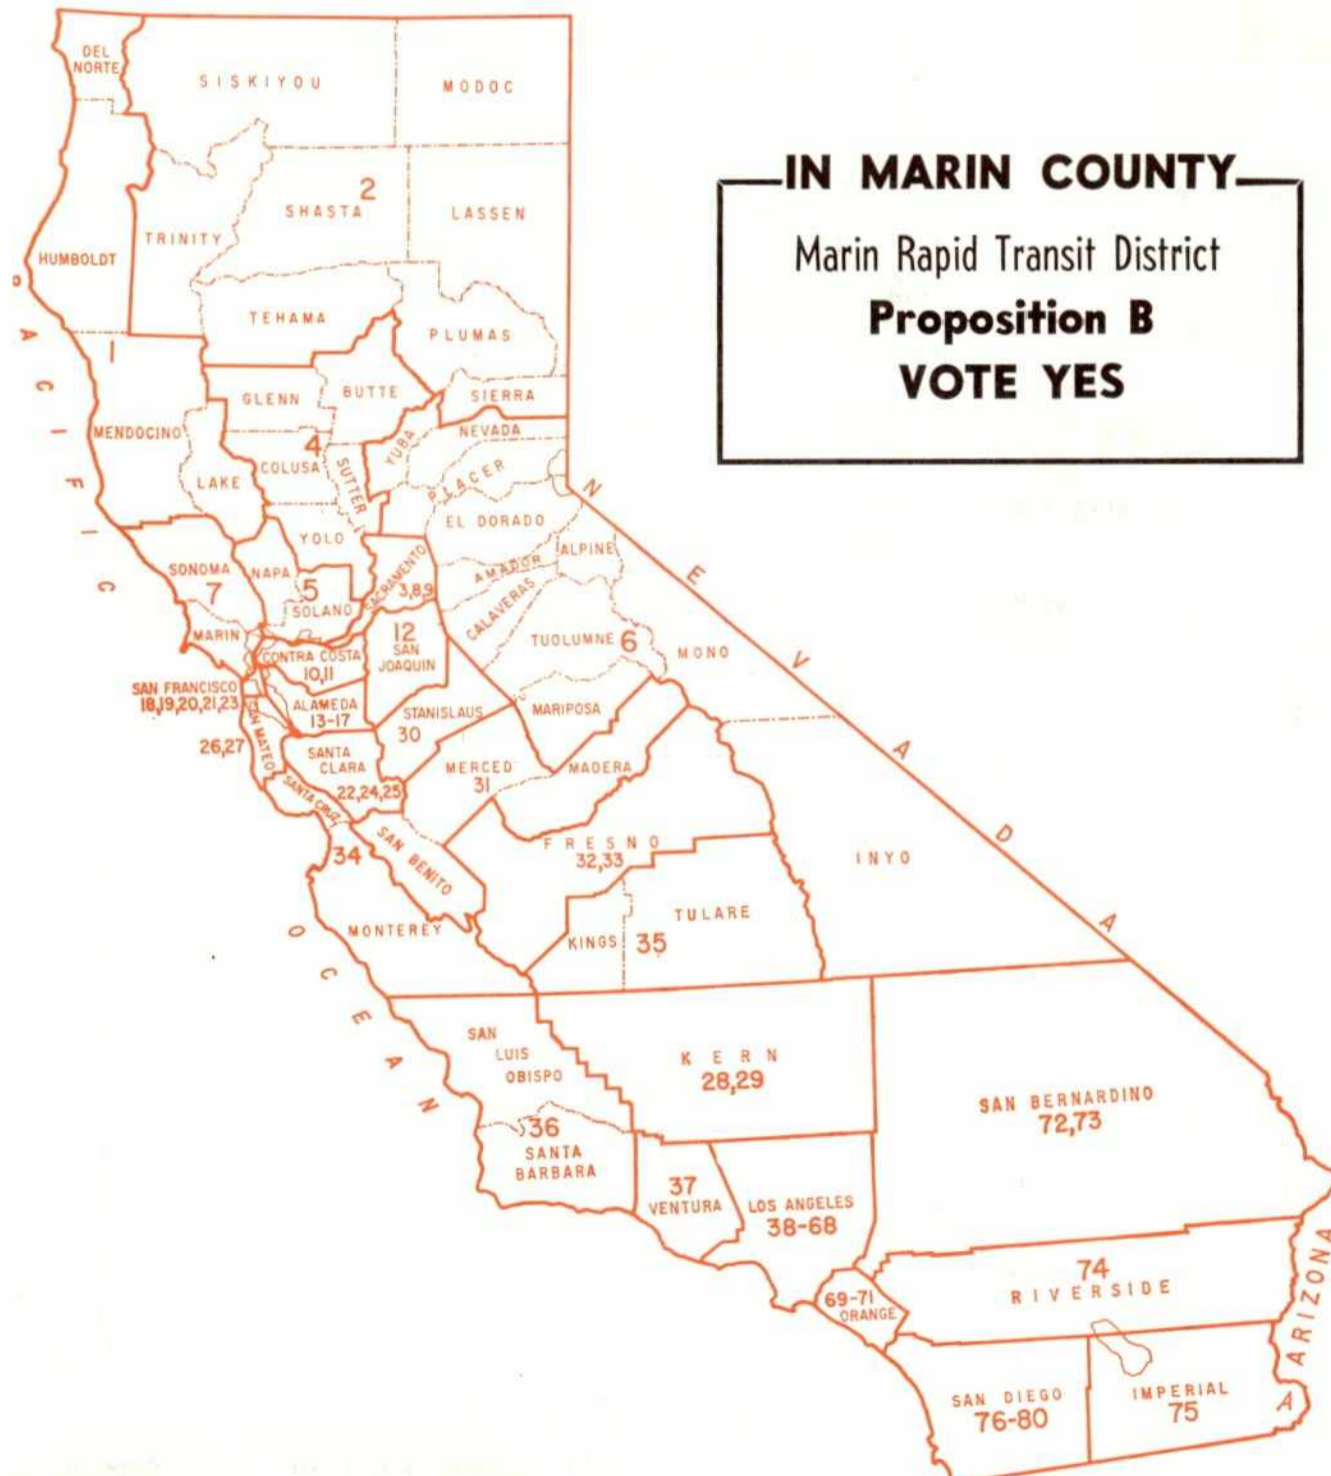 IN MARIN COUNTY
Marin Rapid Transit District
Proposition B
VOTE YES
DEL
NORTE
SISKIYOU
MODOC
2
SHASTA
LASSEN
TRINITY
HUMBOLDT
TEHAMA
PLUMAS
1
GLENN
BUTTE
SIERRA
MENDOCINO
LAKE
4
COLUSA
SUTTER
YUBA
NEVADA
PLACER
EL DORADO
YOLO
SONOMA
7
NAPA
5
SOLANO
SACRAMENTO
3,8,9
AMADOR
ALPINE
CALAVERAS
MARIN
12
SAN
JOAQUIN
TUOLUMNE 6
MONO
CONTRA COSTA
10,11
SAN FRANCISCO
18,19,20,21,23
ALAMEDA
13-17
STANISLAUS
30
MARIPOSA
SAN MATEO
26,27
SANTA
CLARA
22,24,25
MERCED
31
MADERA
SANTA CRUZ
34
SAN BENITO
FRESNO
32,33
INYO
MONTEREY
KINGS
35
TULARE
SAN
LUIS
OBISPO
KERN
28,29
SAN BERNARDINO
72,73
36
SANTA
BARBARA
37
VENTURA
LOS ANGELES
38-68
69-71
ORANGE
74
RIVERSIDE
SAN DIEGO
76-80
IMPERIAL
75
PACIFIC
OCEAN
NEVADA
ARIZONA
A